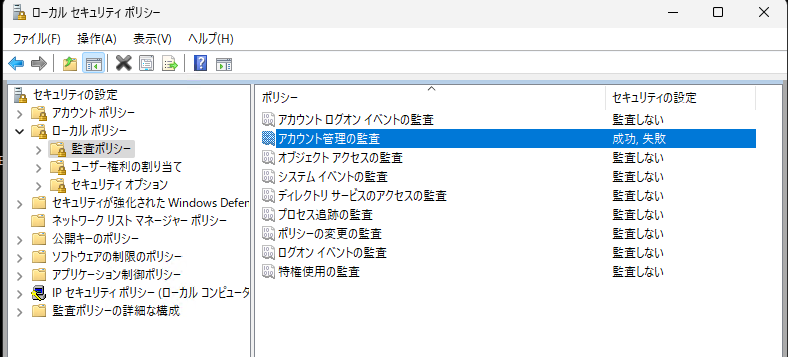 ローカル セキュリティ ポリシー
ファイル(F) 操作(A) 表示(V) ヘルプ(H)
セキュリティの設定
アカウント ポリシー
ローカル ポリシー
監査ポリシー
ユーザー権利の割り当て
セキュリティ オプション
セキュリティが強化された Windows Defen
ネットワーク リスト マネージャー ポリシー
公開キーのポリシー
ソフトウェアの制限のポリシー
アプリケーション制御ポリシー
IP セキュリティ ポリシー (ローカル コンピュータ
監査ポリシーの詳細な構成
ポリシー セキュリティの設定
アカウント ログオン イベントの監査 監査しない
アカウント管理の監査 成功, 失敗
オブジェクト アクセスの監査 監査しない
システム イベントの監査 監査しない
ディレクトリ サービスのアクセスの監査 監査しない
プロセス追跡の監査 監査しない
ポリシーの変更の監査 監査しない
ログオン イベントの監査 監査しない
特権使用の監査 監査しない